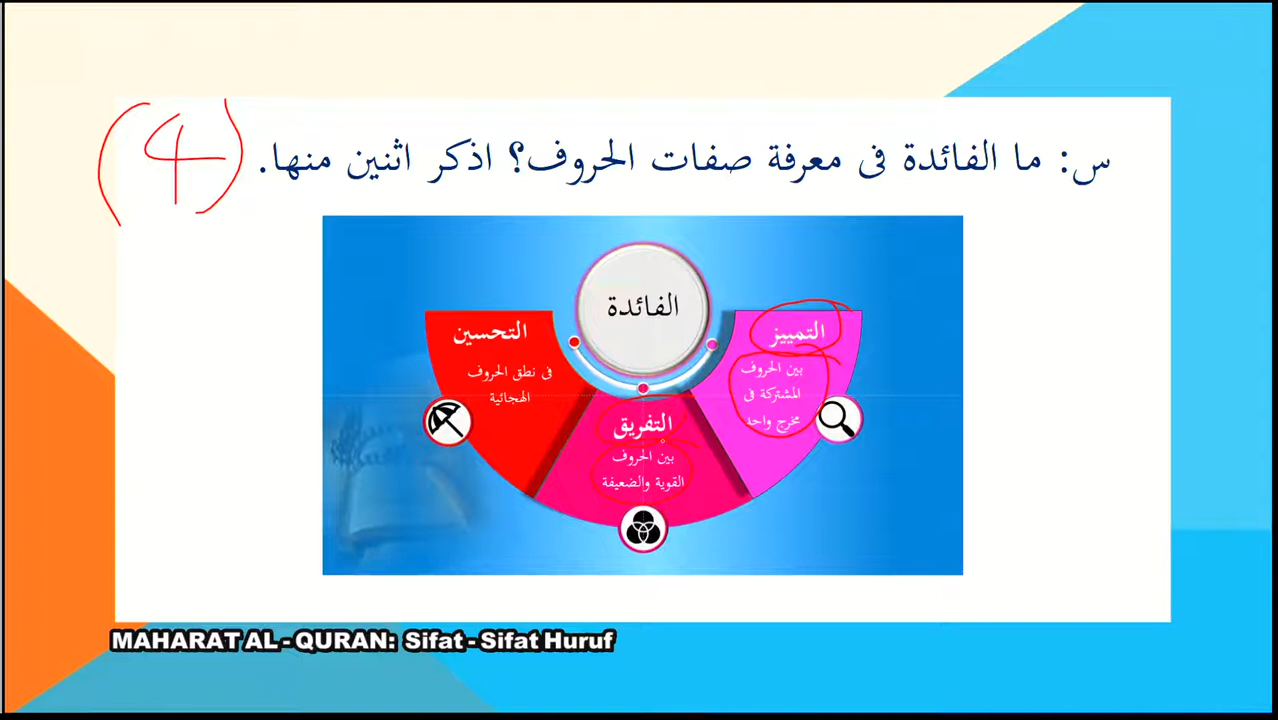 س: ما الفائدة فى معرفة صفات الحروف؟ اذكر اثنين منها.
(4)
الفائدة
التمييز
بين الحروف
المشتركة فى
مخرج واحد
التفريق
بين الحروف
القوية والضعيفة
التحسين
فى نطق الحروف
الهجائية
MAHARAT AL-QURAN: Sifat-Sifat Huruf